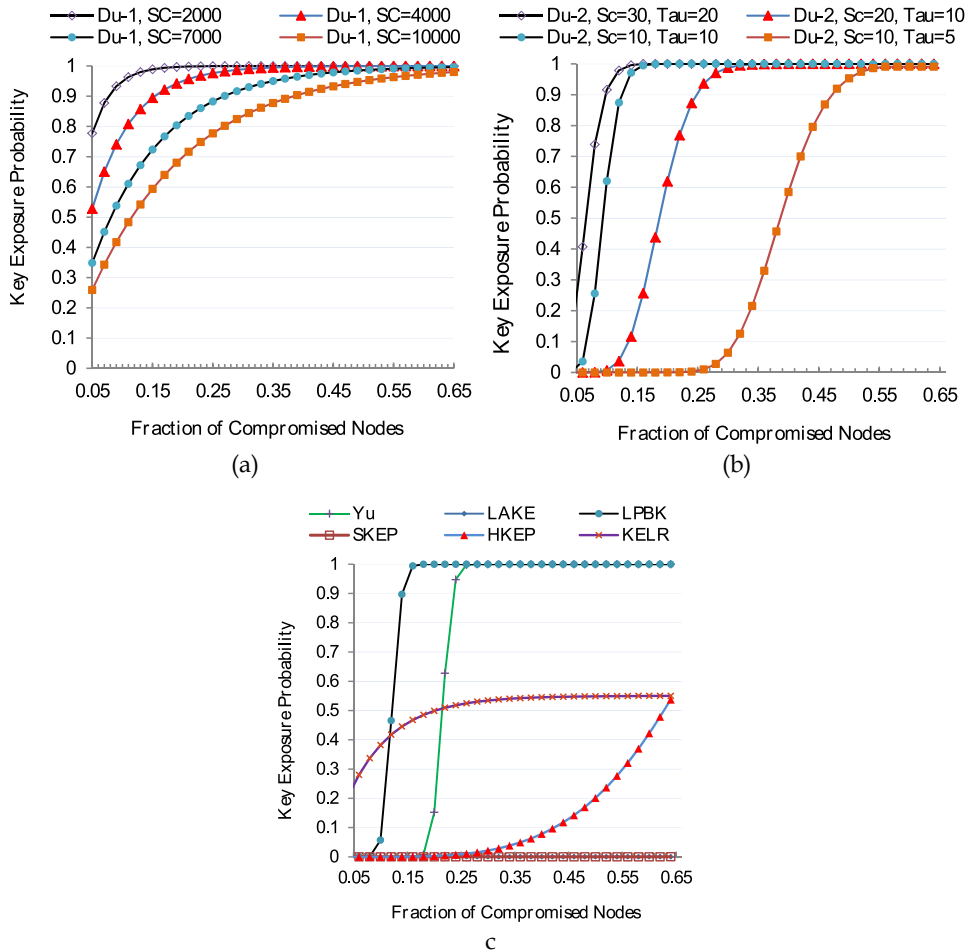 Du-1, SC=2000 Du-1, SC=4000
Du-1, SC=7000 Du-1, SC=10000
Key Exposure Probability
1
0.9
0.8
0.7
0.6
0.5
0.4
0.3
0.2
0.1
0
0.05 0.15 0.25 0.35 0.45 0.55 0.65
Fraction of Compromised Nodes
(a)
Du-2, Sc=30, Tau=20 Du-2, Sc=20, Tau=10
Du-2, Sc=10, Tau=10 Du-2, Sc=10, Tau=5
Key Exposure Probability
1
0.9
0.8
0.7
0.6
0.5
0.4
0.3
0.2
0.1
0
0.05 0.15 0.25 0.35 0.45 0.55 0.65
Fraction of Compromised Nodes
(b)
Yu LAKE LPBK
SKEP HKEP KELR
Key Exposure Probability
1
0.9
0.8
0.7
0.6
0.5
0.4
0.3
0.2
0.1
0
0.05 0.15 0.25 0.35 0.45 0.55 0.65
Fraction of Compromised Nodes
c